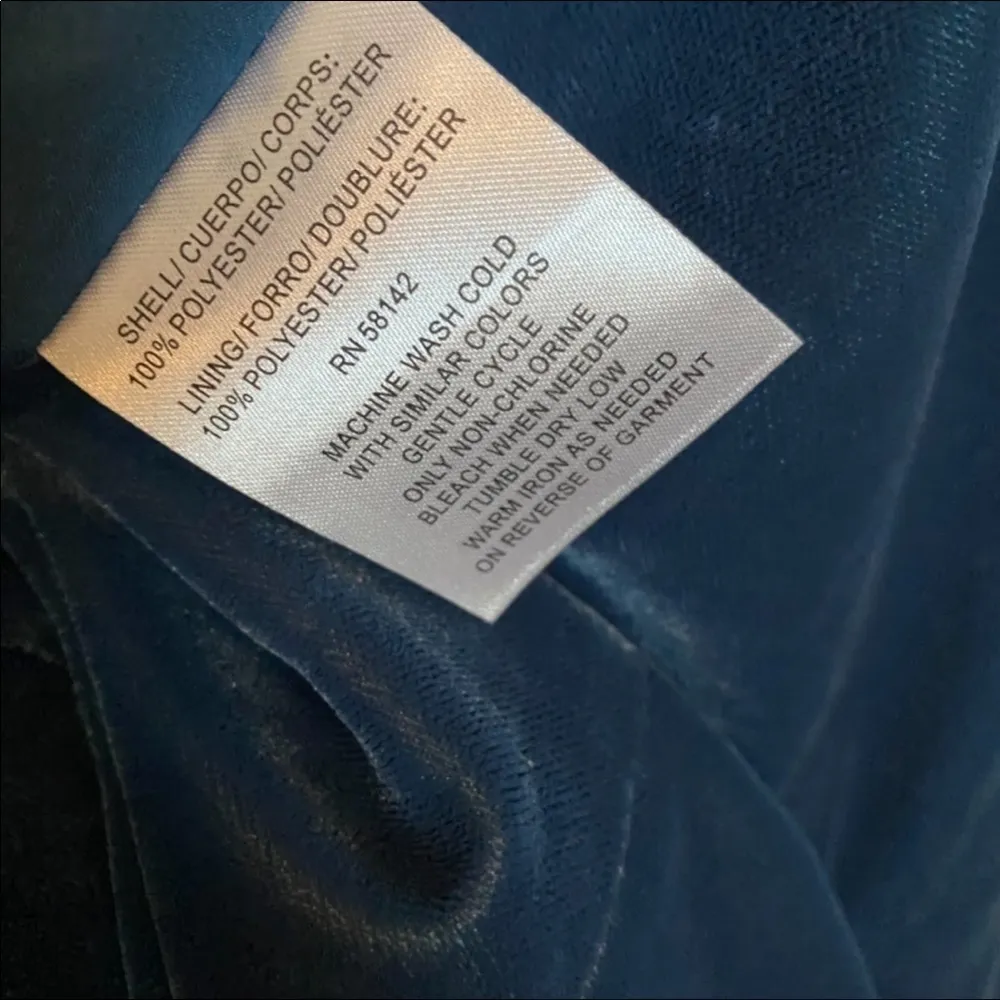 SHELL/ CUERPO/ CORPS:
100% POLYESTER/ POLIÉSTER
LINING/ FORRO/ DOUBLURE:
100% POLYESTER/ POLIÉSTER
RN 58142
MACHINE WASH COLD
WITH SIMILAR COLORS
GENTLE CYCLE
ONLY NON-CHLORINE
BLEACH WHEN NEEDED
TUMBLE DRY LOW
WARM IRON AS NEEDED
ON REVERSE OF GARMENT